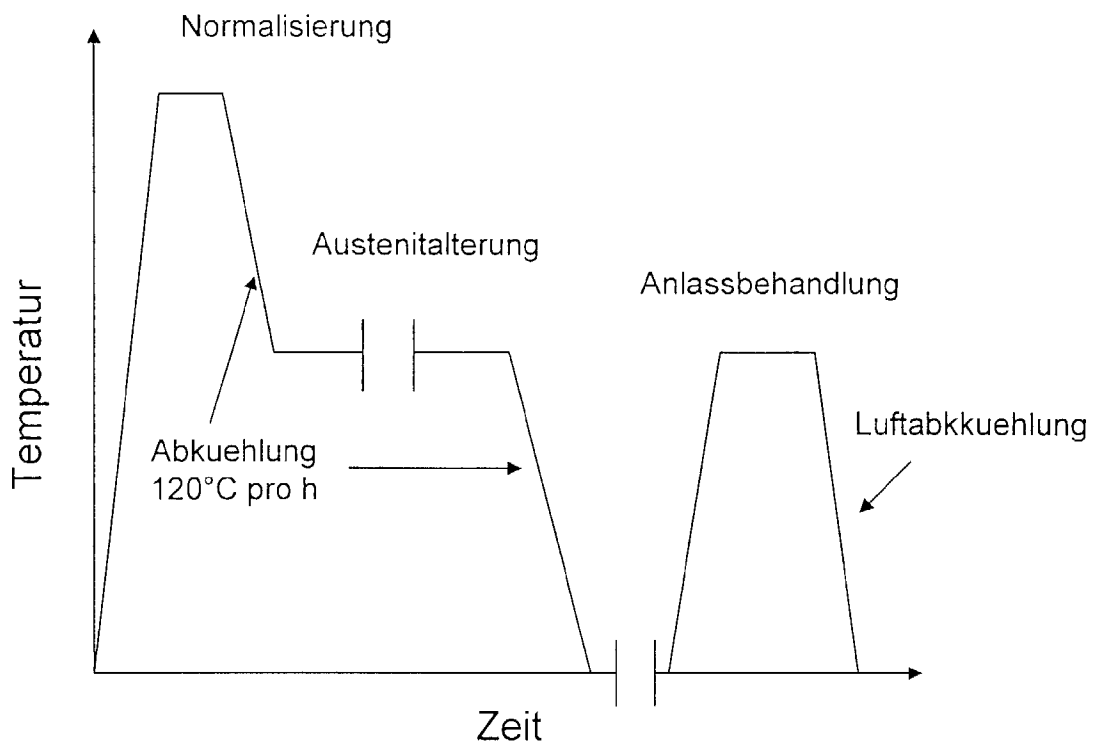 Normalisierung
Austenitalterung
Anlassbehandlung
Temperatur
Abkuehlung
120°C pro h
Luftabkkuehlung
Zeit